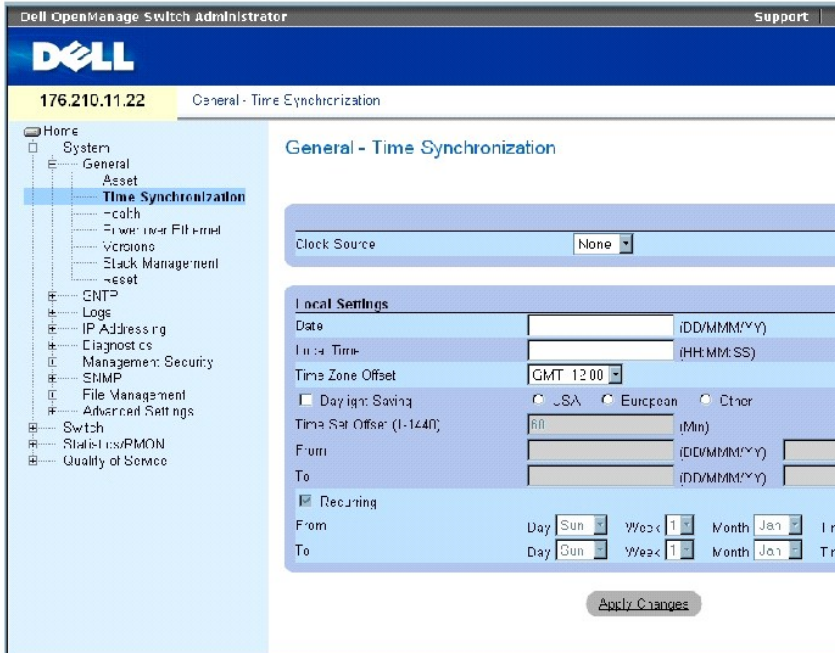 Dell OpenManage Switch Administrator Support
DELL
176.210.11.22 General - Time Synchronization
Home
System
General
Asset
Time Synchronization
Health
Power over Ethernet
Versions
Stack Management
Reset
SNTP
Logs
IP Addressing
Diagnostics
Management Security
SNMP
File Management
Advanced Settings
Switch
Statistics/RMON
Quality of Service
General - Time Synchronization
Clock Source None
Local Settings
Date (DD/MMM/YY)
Local Time (HH:MM:SS)
Time Zone Offset GMT 12:00
Daylight Saving USA European Other
Time Set Offset (1-1440) 60 (Min)
From (DD/MMM/YY)
To (DD/MMM/YY)
Recurring
From Day Sun Week 1 Month Jan
To Day Sun Week 1 Month Jan
Apply Changes